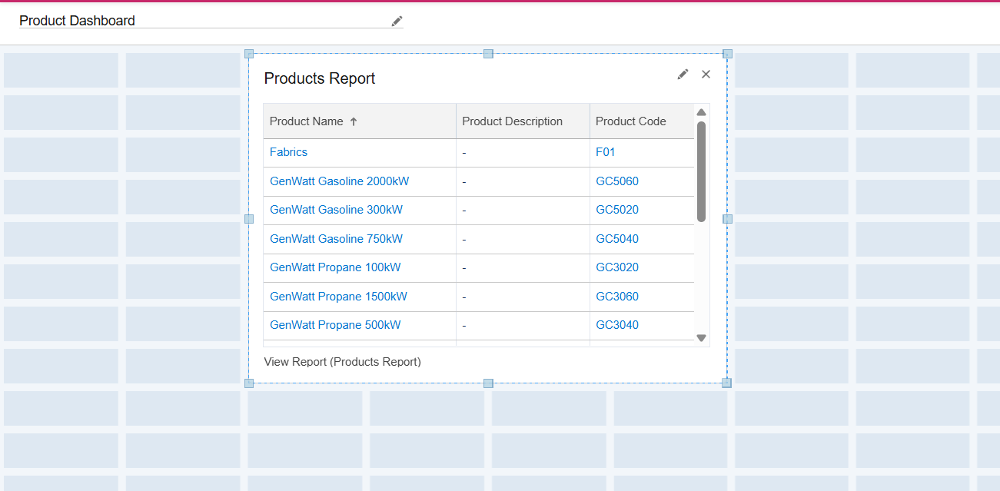 Product Dashboard
Products Report
Product Name ↑ Product Description Product Code
Fabrics - F01
GenWatt Gasoline 2000kW - GC5060
GenWatt Gasoline 300kW - GC5020
GenWatt Gasoline 750kW - GC5040
GenWatt Propane 100kW - GC3020
GenWatt Propane 1500kW - GC3060
GenWatt Propane 500kW - GC3040
View Report (Products Report)